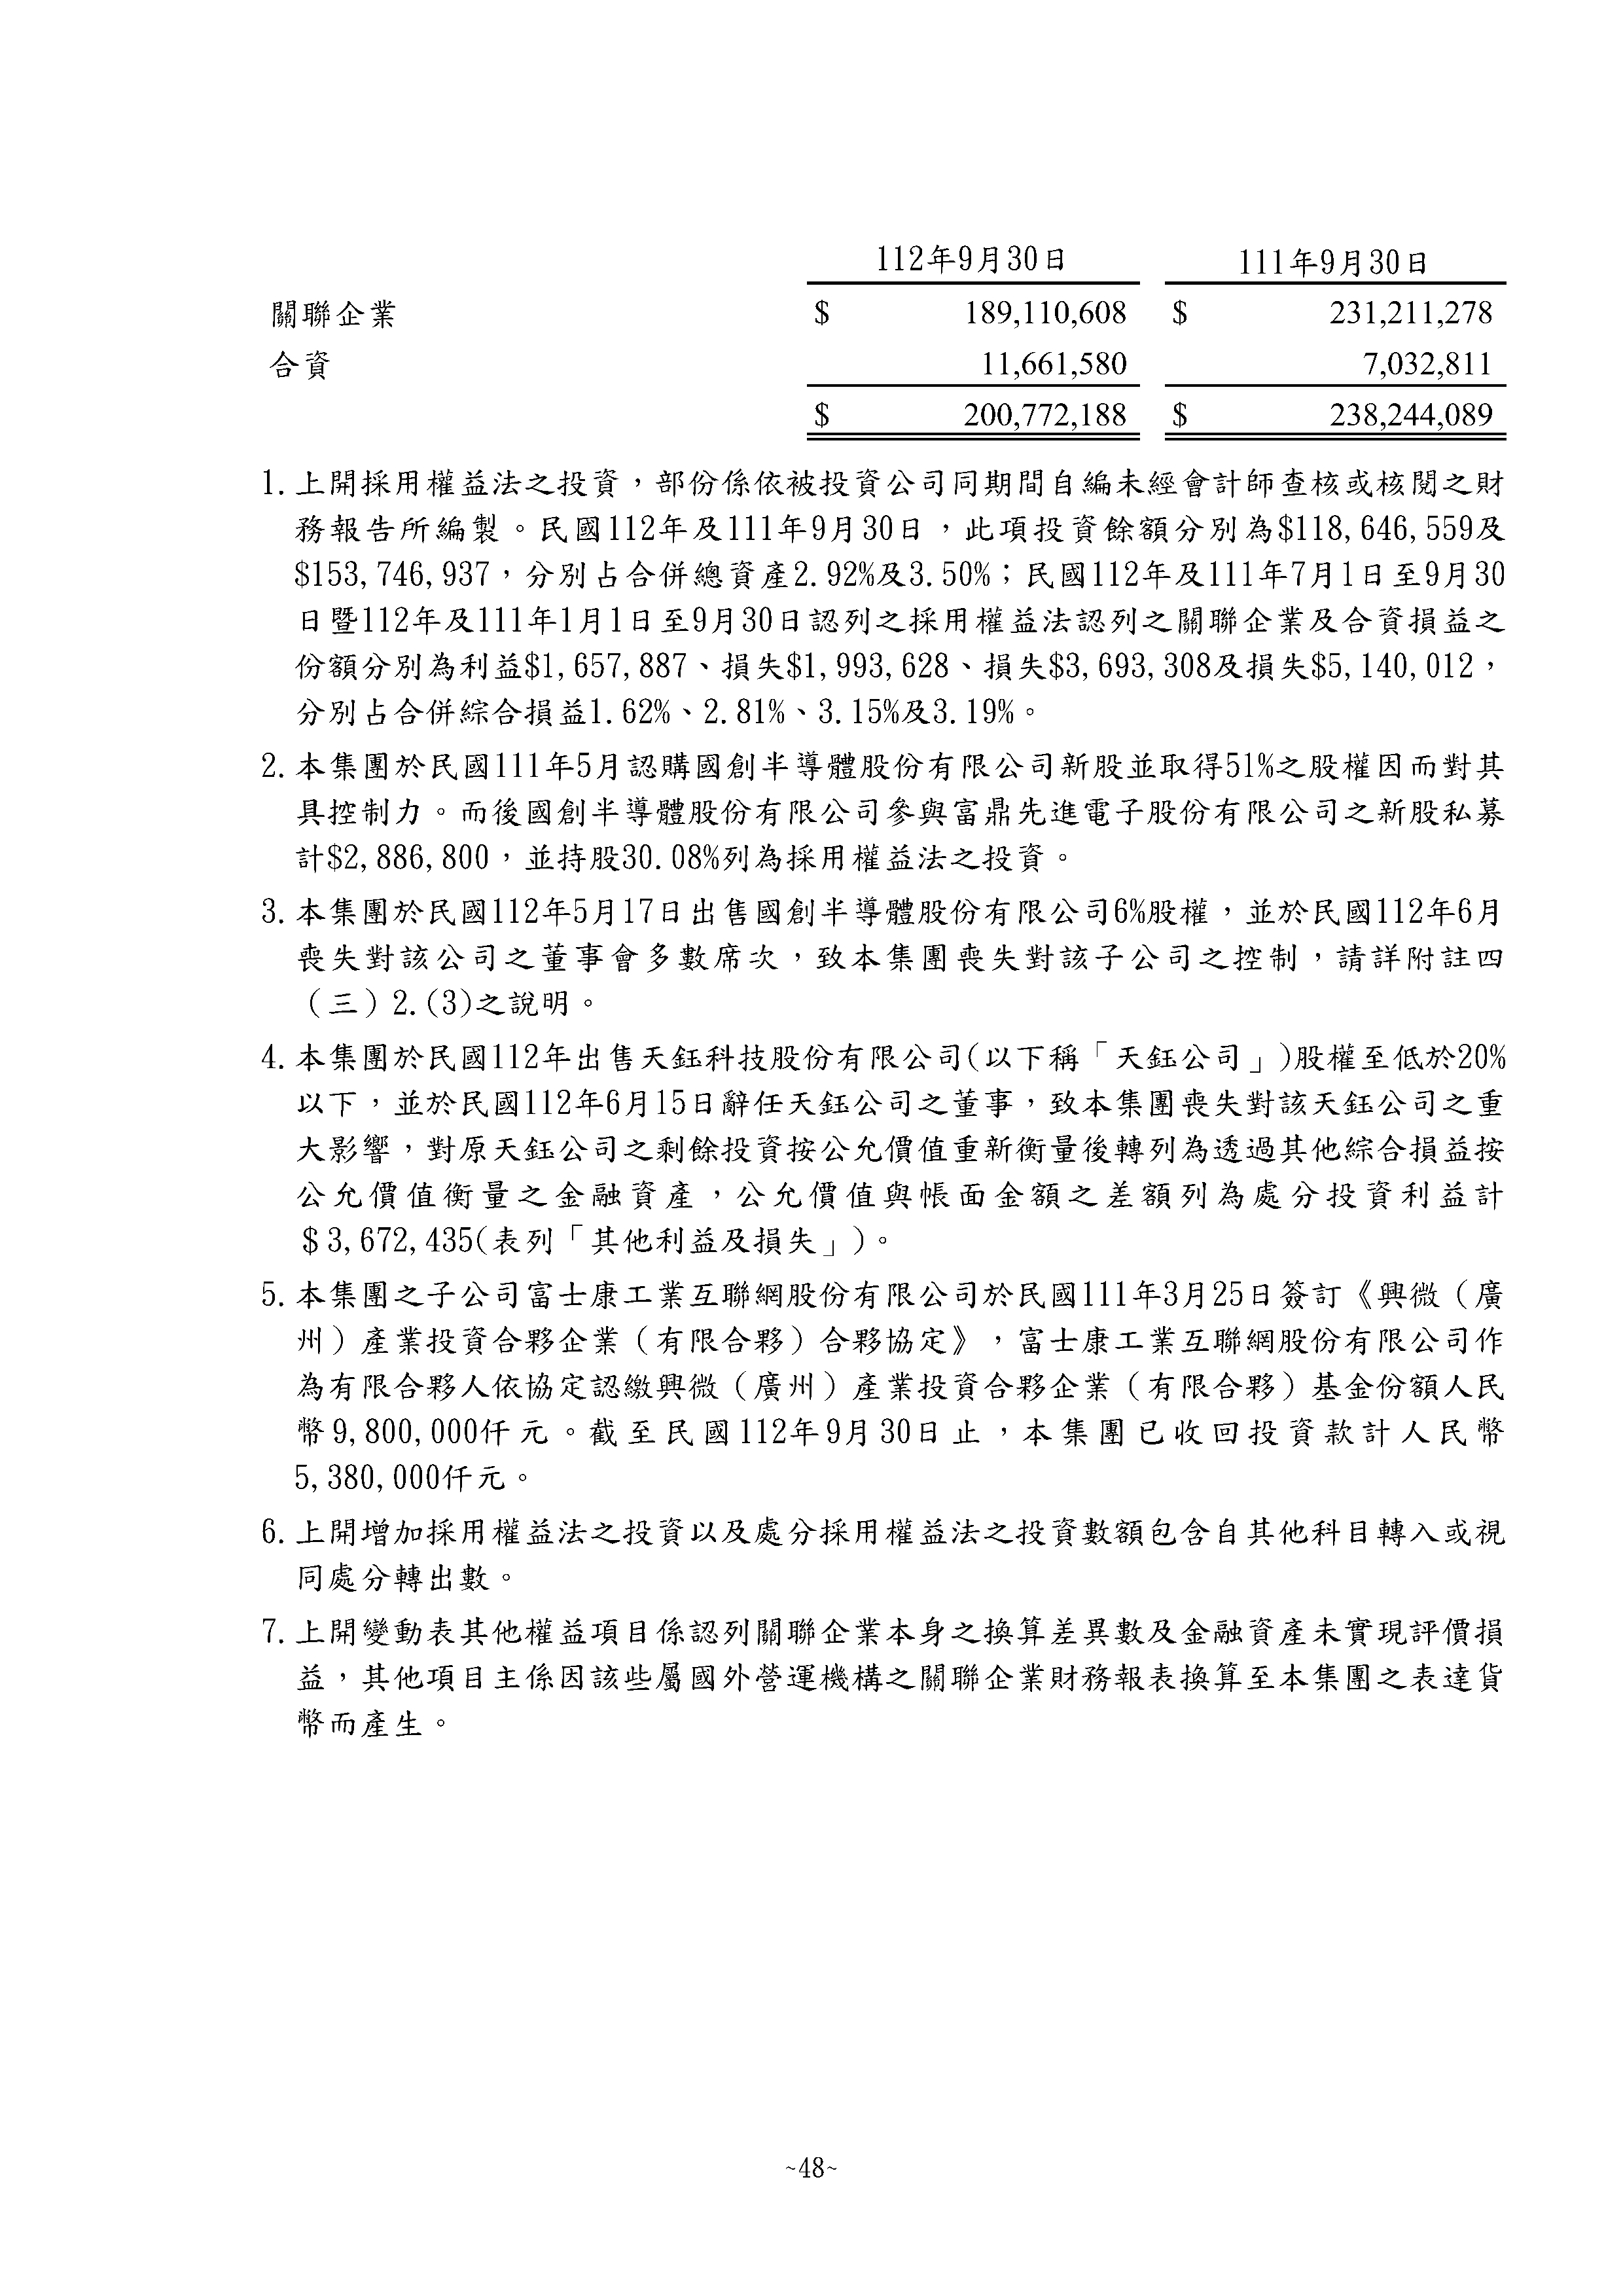 112年9月30日 111年9月30日
關聯企業 $ 189,110,608 $ 231,211,278
合資 11,661,580 7,032,811
$ 200,772,188 $ 238,244,089
1. 上開採用權益法之投資，部份係依被投資公司同期間自編未經會計師查核或核閱之財
務報告所編製。民國112年及111年9月30日，此項投資餘額分別為$118,646,559及
$153,746,937，分別占合併總資產2.92%及3.50%；民國112年及111年7月1日至9月30
日暨112年及111年1月1日至9月30日認列之採用權益法認列之關聯企業及合資損益之
份額分別為利益$1,657,887、損失$1,993,628、損失$3,693,308及損失$5,140,012，
分別占合併綜合損益1.62%、2.81%、3.15%及3.19%。
2. 本集團於民國111年5月認購國創半導體股份有限公司新股並取得51%之股權因而對其
具控制力。而後國創半導體股份有限公司參與富鼎先進電子股份有限公司之新股私募
計$2,886,800，並持股30.08%列為採用權益法之投資。
3. 本集團於民國112年5月17日出售國創半導體股份有限公司6%股權，並於民國112年6月
喪失對該公司之董事會多數席次，致本集團喪失對該子公司之控制，請詳附註四
（三）2.(3)之說明。
4. 本集團於民國112年出售天鈺科技股份有限公司(以下稱「天鈺公司」)股權至低於20%
以下，並於民國112年6月15日辭任天鈺公司之董事，致本集團喪失對該天鈺公司之重
大影響，對原天鈺公司之剩餘投資按公允價值重新衡量後轉列為透過其他綜合損益按
公允價值衡量之金融資產，公允價值與帳面金額之差額列為處分投資利益計
＄3,672,435(表列「其他利益及損失」)。
5. 本集團之子公司富士康工業互聯網股份有限公司於民國111年3月25日簽訂《興微（廣
州）產業投資合夥企業（有限合夥）合夥協定》，富士康工業互聯網股份有限公司作
為有限合夥人依協定認繳興微（廣州）產業投資合夥企業（有限合夥）基金份額人民
幣9,800,000仟元。截至民國112年9月30日止，本集團已收回投資款計人民幣
5,380,000仟元。
6. 上開增加採用權益法之投資以及處分採用權益法之投資數額包含自其他科目轉入或視
同處分轉出數。
7. 上開變動表其他權益項目係認列關聯企業本身之換算差異數及金融資產未實現評價損
益，其他項目主係因該些屬國外營運機構之關聯企業財務報表換算至本集團之表達貨
幣而產生。
~48~